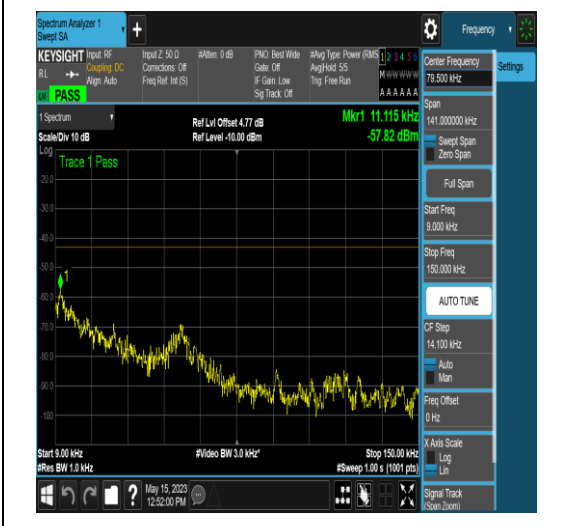 Spectrum Analyzer 1
Swept SA
Frequency
KEYSIGHT
RL
PASS
Input: RF
Coupling: DC
Align: Auto
Input Z: 50 Ω
Corrections: Off
Freq Ref: Int (S)
#Atten: 0 dB
PNO: Best Wide
Gate: Off
IF Gain: Low
Sig Track: Off
#Avg Type: Power (RMS
Avg|Hold: 5/5
Trig: Free Run
1 2 3 4 5 6
M W W W W W
A A A A A A
Center Frequency
79.500 kHz
Settings
Span
141.000000 kHz
Swept Span
Zero Span
Full Span
Start Freq
9.000 kHz
Stop Freq
150.000 kHz
AUTO TUNE
CF Step
14.100 kHz
Auto
Man
Freq Offset
0 Hz
X Axis Scale
Log
Lin
Signal Track
(Span Zoom)
1 Spectrum
Scale/Div 10 dB
Ref Lvl Offset 4.77 dB
Ref Level -10.00 dBm
Mkr1 11.115 kHz
-57.82 dBm
Log
Trace 1 Pass
-20.0
-30.0
-40.0
-50.0
1
-60.0
-70.0
-80.0
-90.0
-100
Start 9.00 kHz
#Res BW 1.0 kHz
#Video BW 3.0 kHz*
Stop 150.00 kHz
#Sweep 1.00 s (1001 pts)
?
May 15, 2023
12:52:00 PM